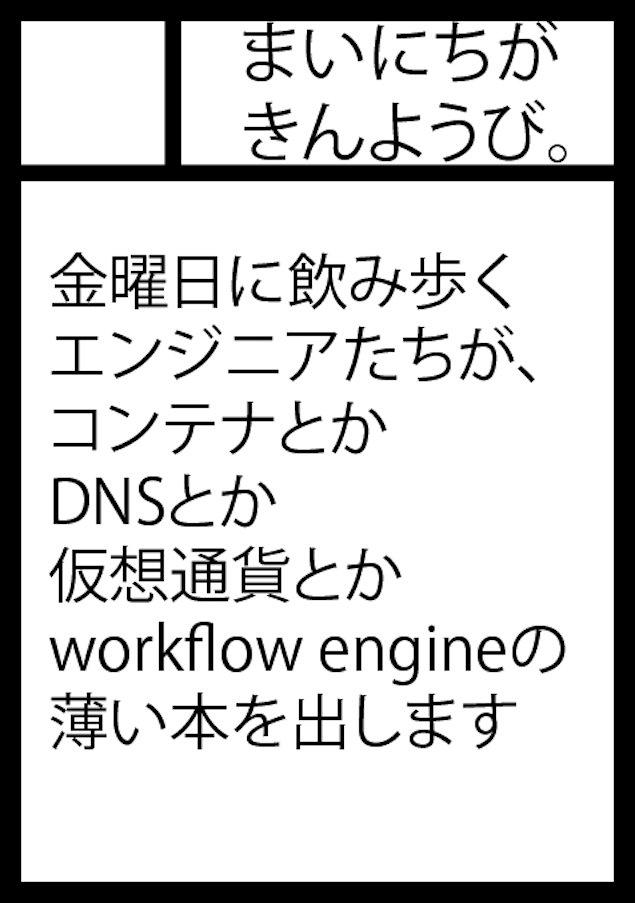 まいにちが
きんようび。
金曜日に飲み歩く
エンジニアたちが、
コンテナとか
DNSとか
仮想通貨とか
workflow engineの
薄い本を出します